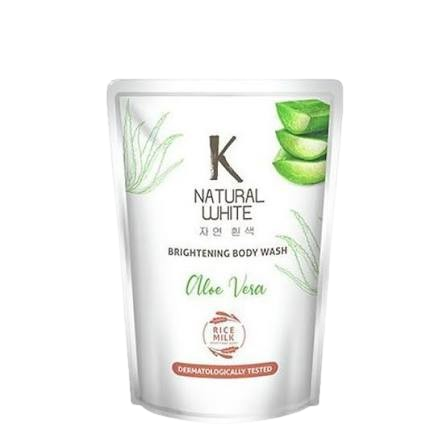 K
NATURAL
WHITE
자연 흰색
BRIGHTENING BODY WASH
Aloe Vera
RICE
MILK
DERMATOLOGICALLY TESTED